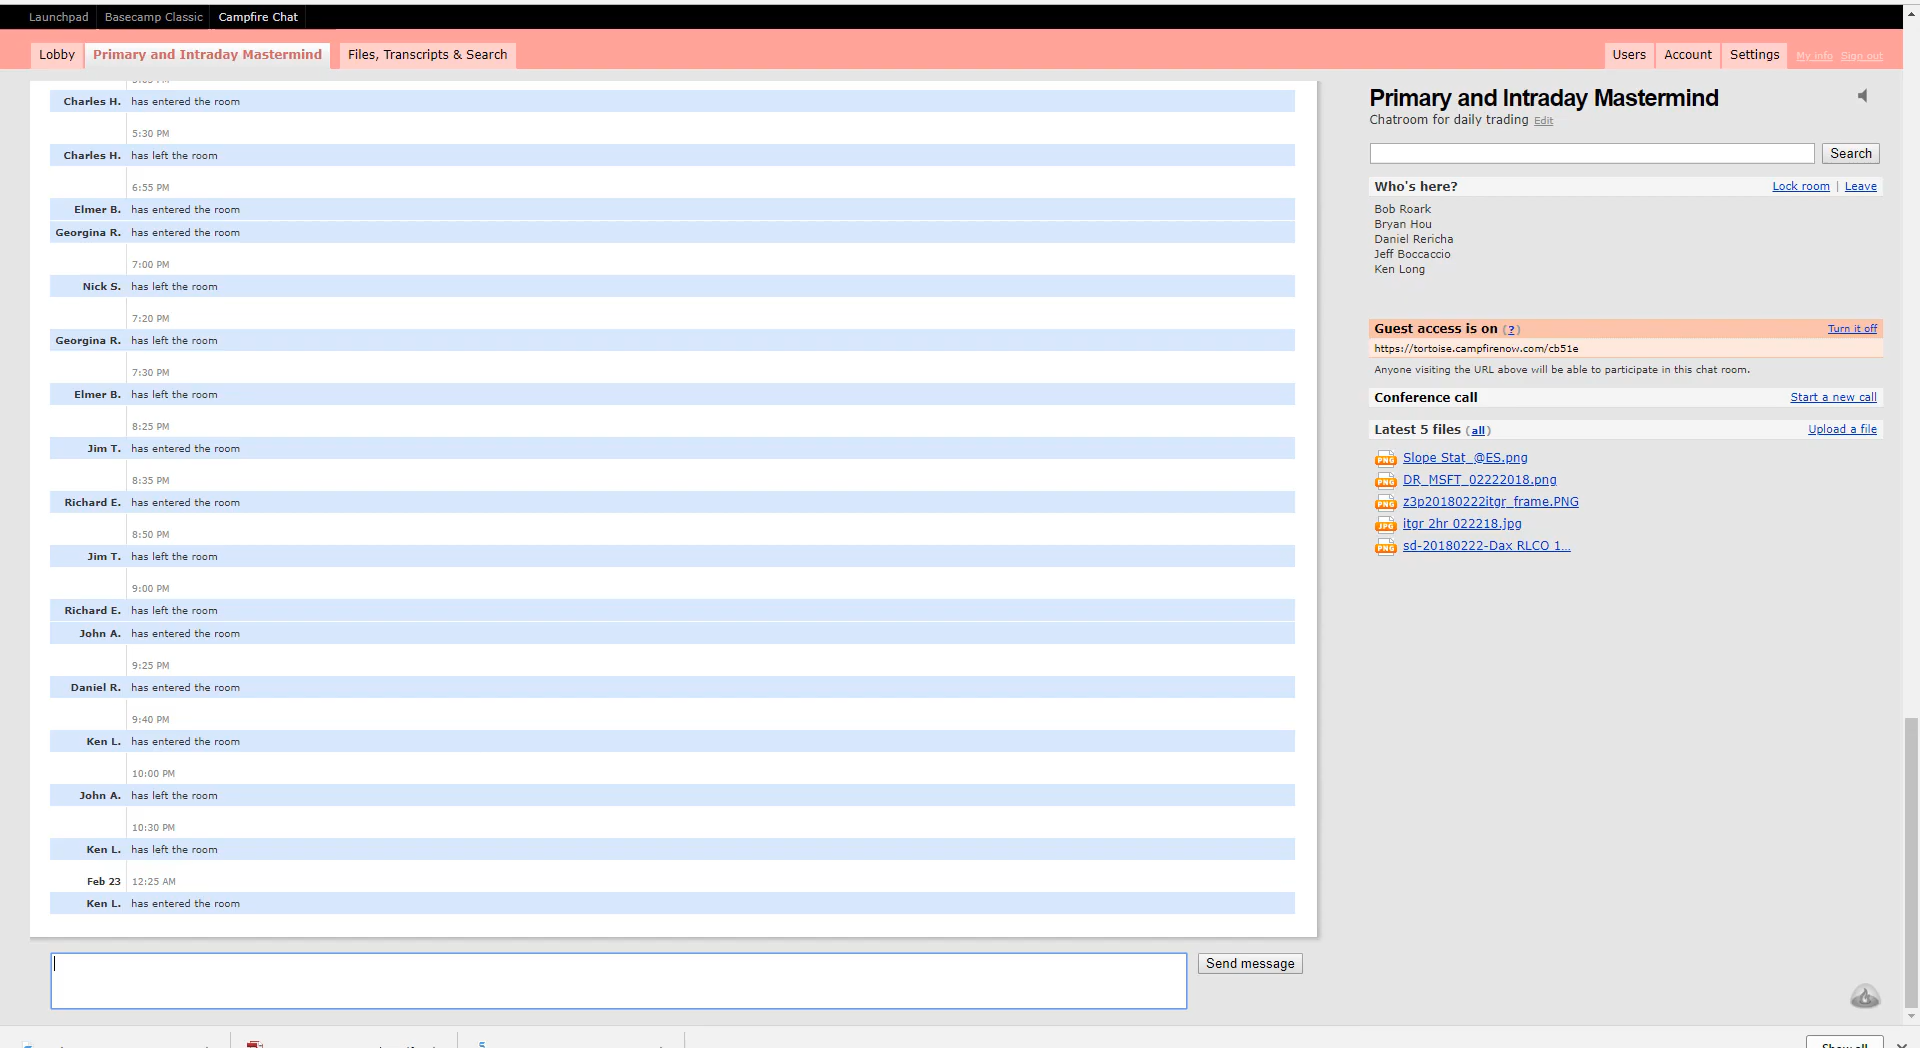 Launchpad Basecamp Classic Campfire Chat
Lobby Primary and Intraday Mastermind Files, Transcripts & Search Users Account Settings My info Sign out
Charles H. has entered the room
5:30 PM
Charles H. has left the room
6:55 PM
Elmer B. has entered the room
Georgina R. has entered the room
7:00 PM
Nick S. has left the room
7:20 PM
Georgina R. has left the room
7:30 PM
Elmer B. has left the room
8:25 PM
Jim T. has entered the room
8:35 PM
Richard E. has entered the room
8:50 PM
Jim T. has left the room
9:00 PM
Richard E. has left the room
John A. has entered the room
9:25 PM
Daniel R. has entered the room
9:40 PM
Ken L. has entered the room
10:00 PM
John A. has left the room
10:30 PM
Ken L. has left the room
Feb 23 12:25 AM
Ken L. has entered the room
Send message
Primary and Intraday Mastermind
Chatroom for daily trading Edit
Search
Who's here? Lock room | Leave
Bob Roark
Bryan Hou
Daniel Rericha
Jeff Boccaccio
Ken Long
Guest access is on (?) Turn it off
https://tortoise.campfirenow.com/cb51e
Anyone visiting the URL above will be able to participate in this chat room.
Conference call Start a new call
Latest 5 files (all) Upload a file
PNG Slope Stat_@ES.png
PNG DR_MSFT_02222018.png
PNG z3p20180222itgr_frame.PNG
JPG itgr 2hr 022218.jpg
PNG sd-20180222-Dax RLCO 1...
Show all